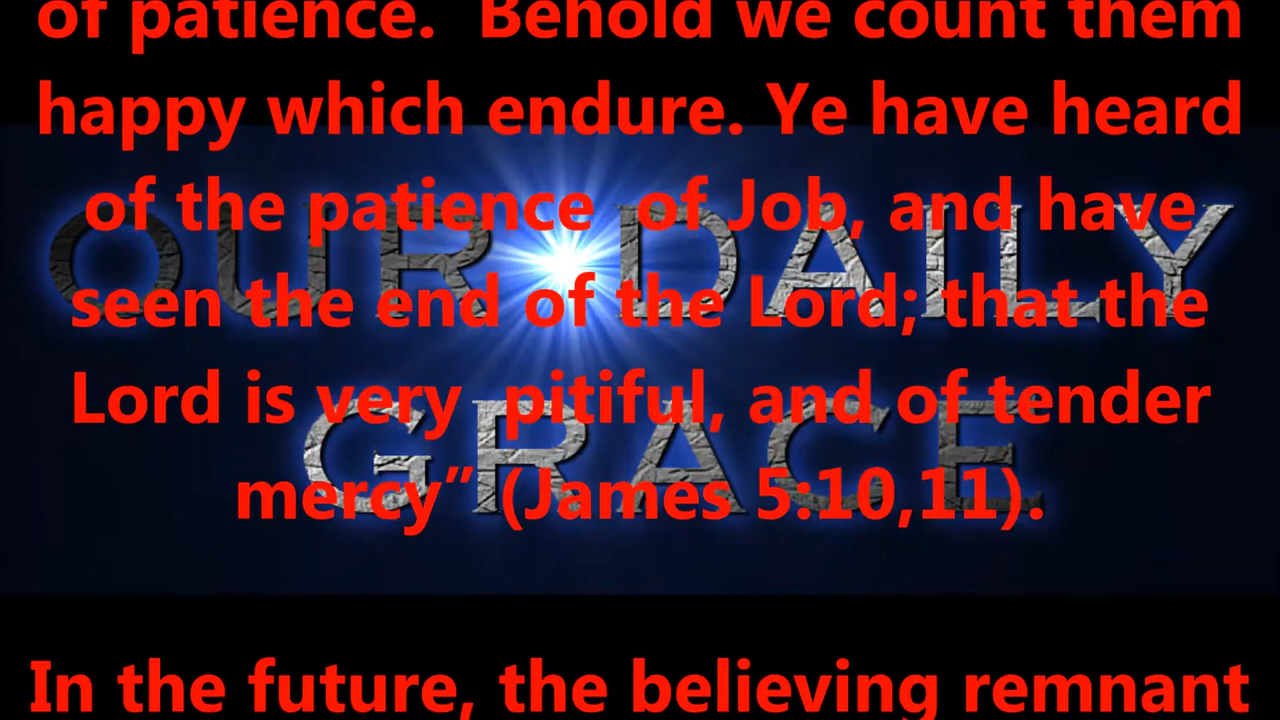 of patience.  Behold we count them
happy which endure. Ye have heard
of the patience  of Job, and have
seen the end of the Lord; that the
Lord is very  pitiful, and of tender
mercy” (James 5:10,11).
In the future, the believing remnant
OUR DAILY
GRACE